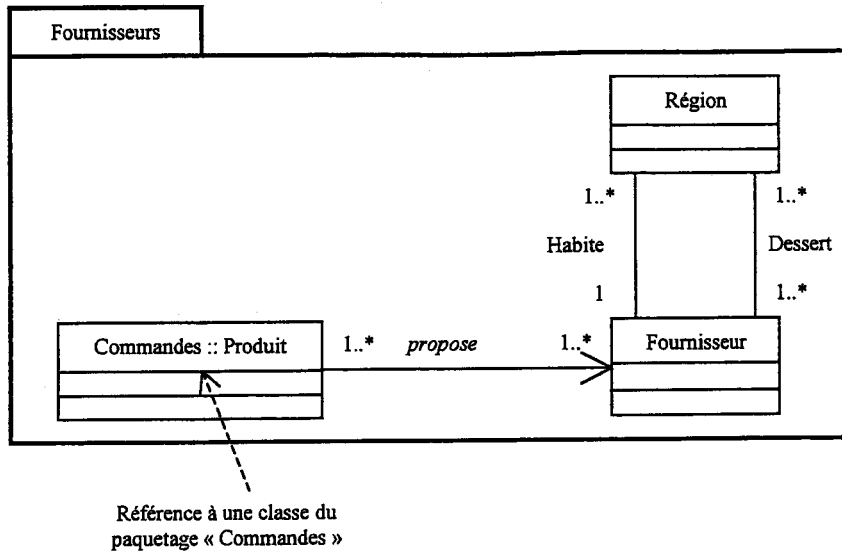 Fournisseurs
Région
1..* 1..*
Habite Dessert
1 1..*
Commandes :: Produit 1..* propose 1..* Fournisseur
Référence à une classe du
paquetage « Commandes »